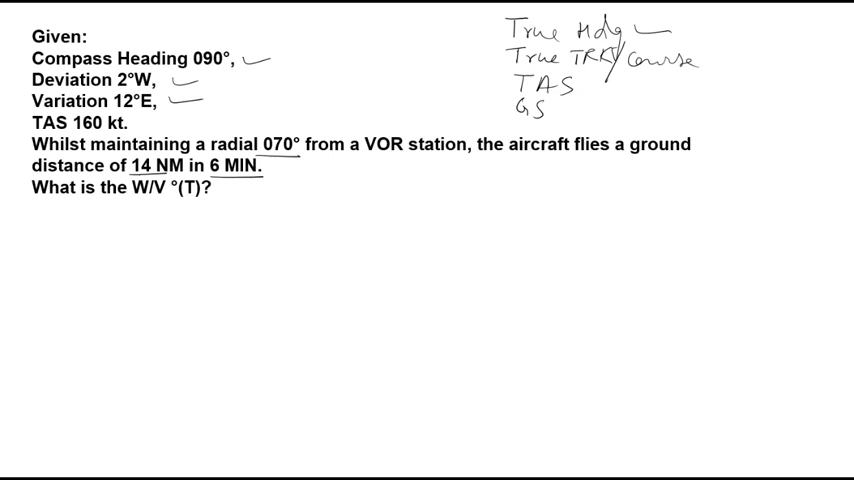 Given:
Compass Heading 090°,
Deviation 2°W,
Variation 12°E,
TAS 160 kt.
Whilst maintaining a radial 070° from a VOR station, the aircraft flies a ground
distance of 14 NM in 6 MIN.
What is the W/V °(T)?
True Hdg
True TRK/Course
TAS
GS